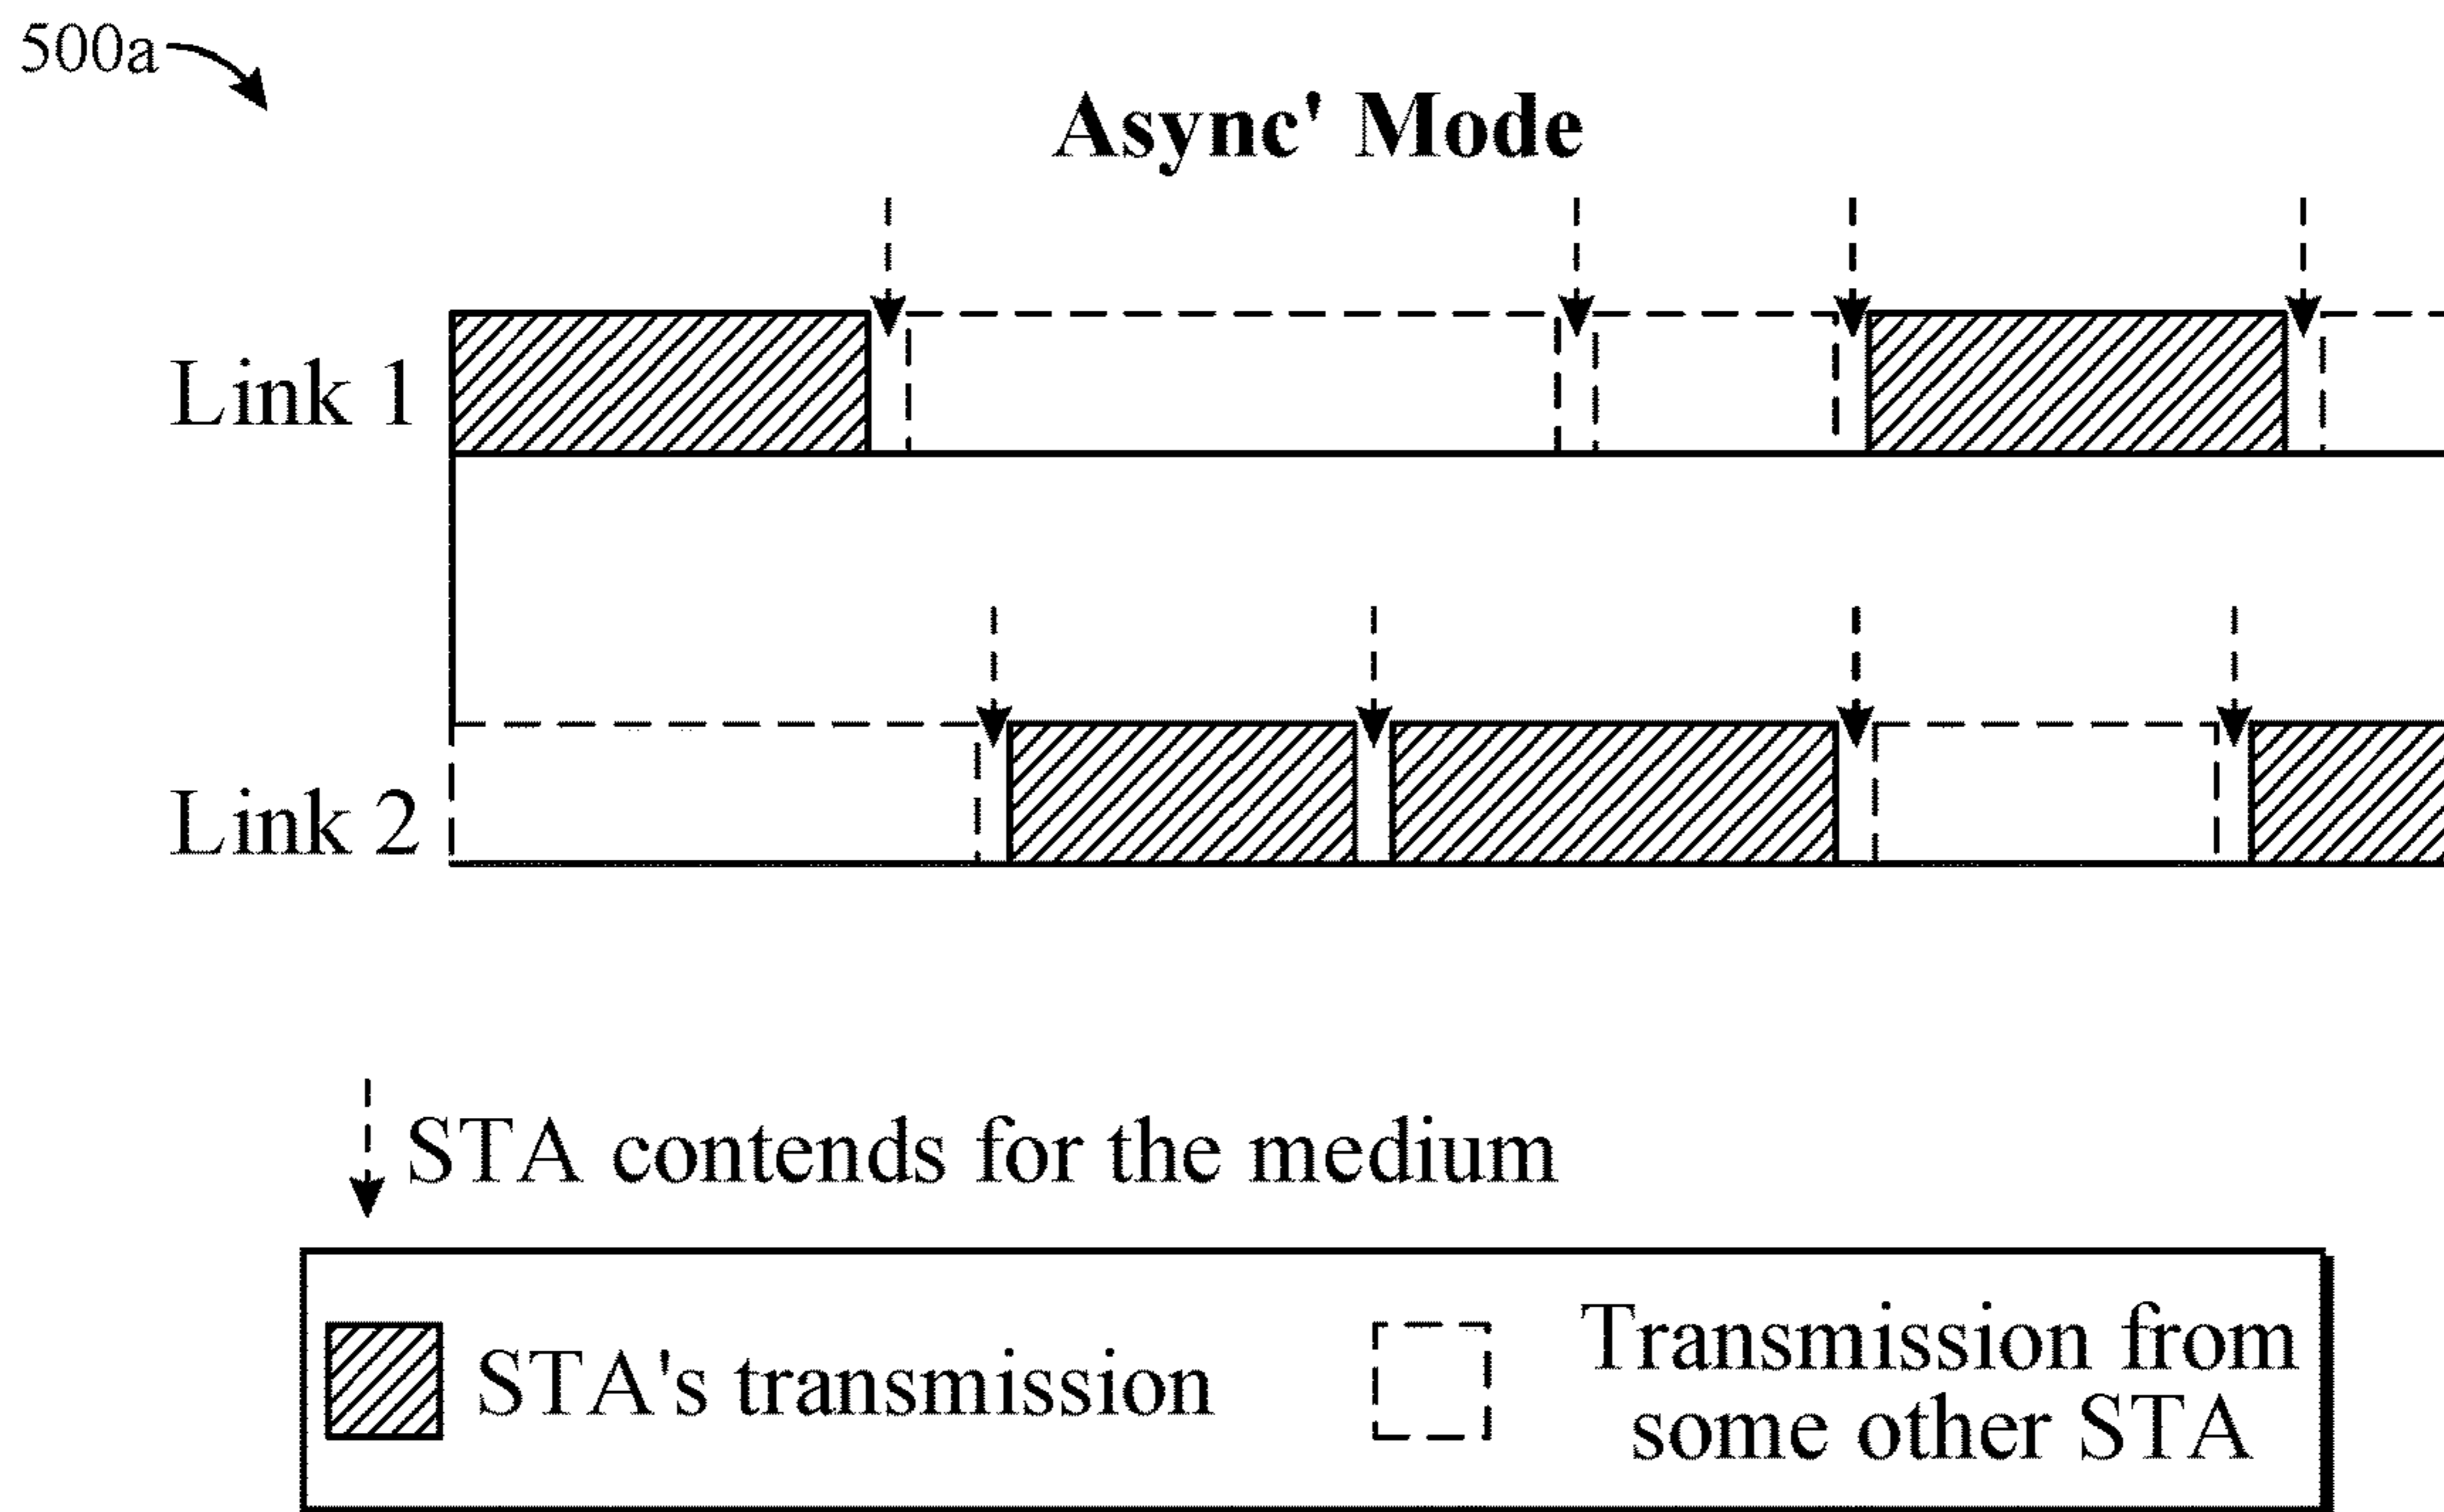 500a
Async' Mode
Link 1
Link 2
STA contends for the medium
STA's transmission
Transmission from
some other STA